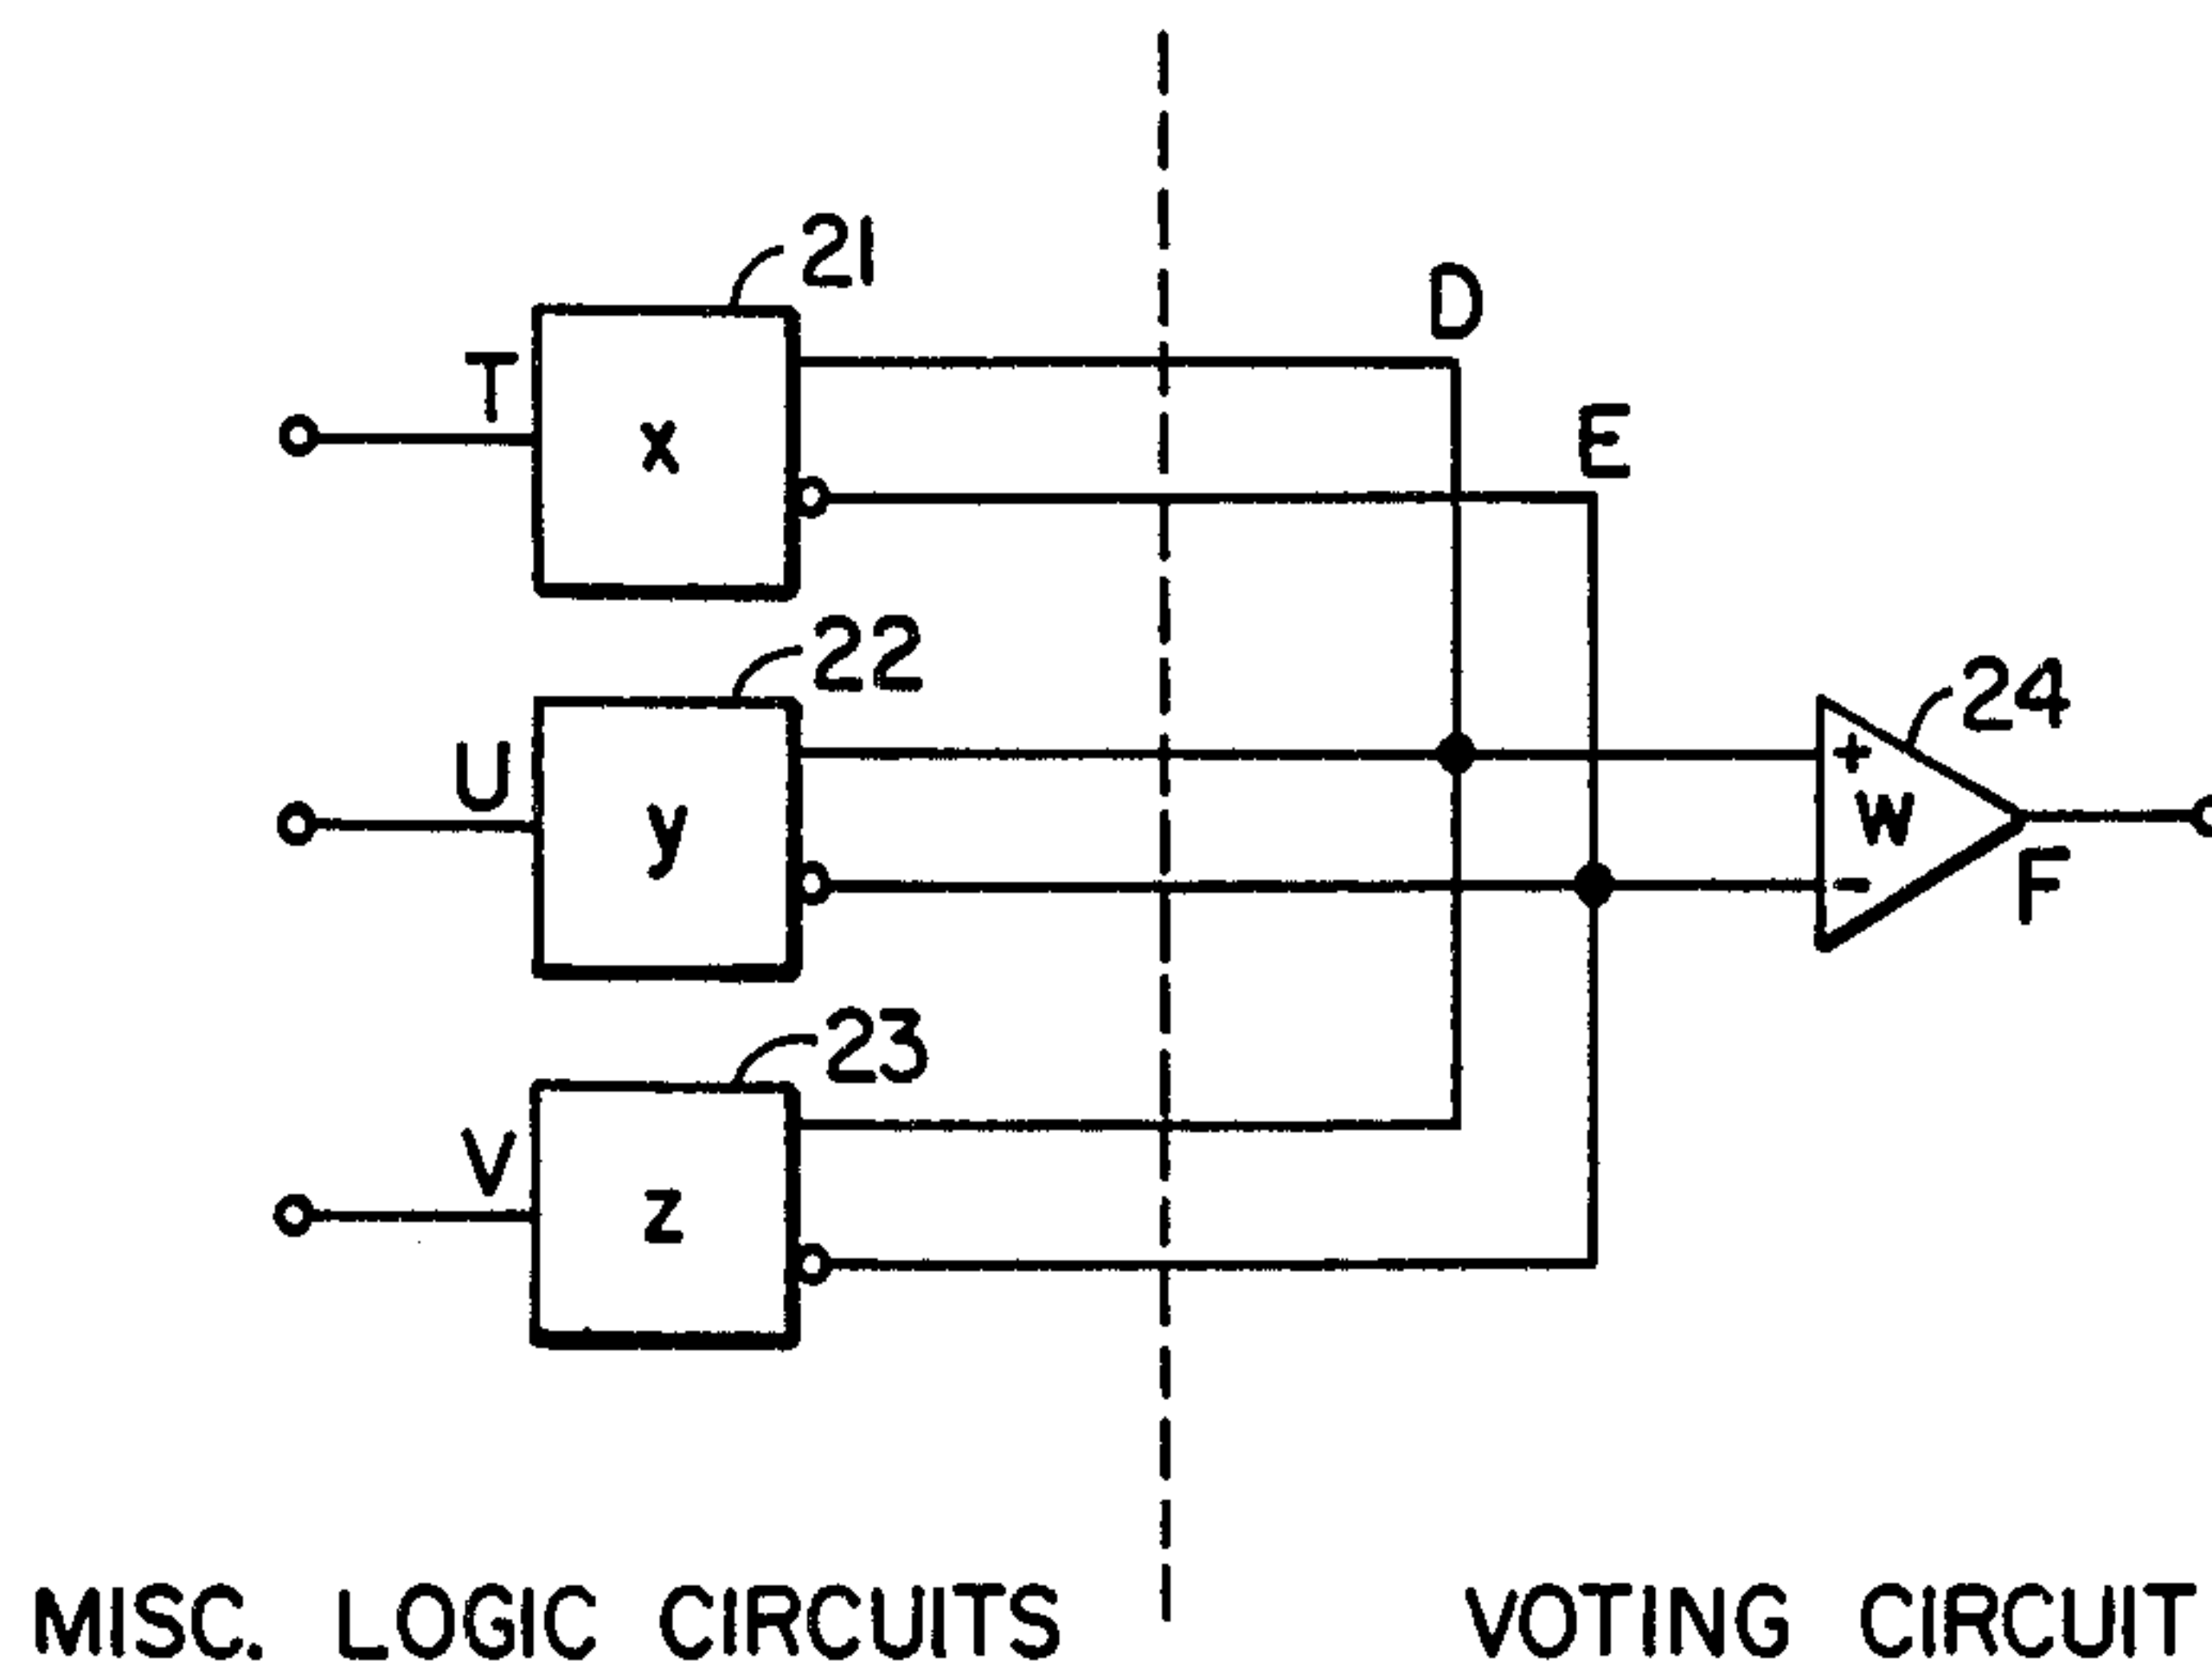 21
D
T
x
E
22
24
U
+
y
w
-
F
23
V
z
MISC. LOGIC CIRCUITS
VOTING CIRCUIT